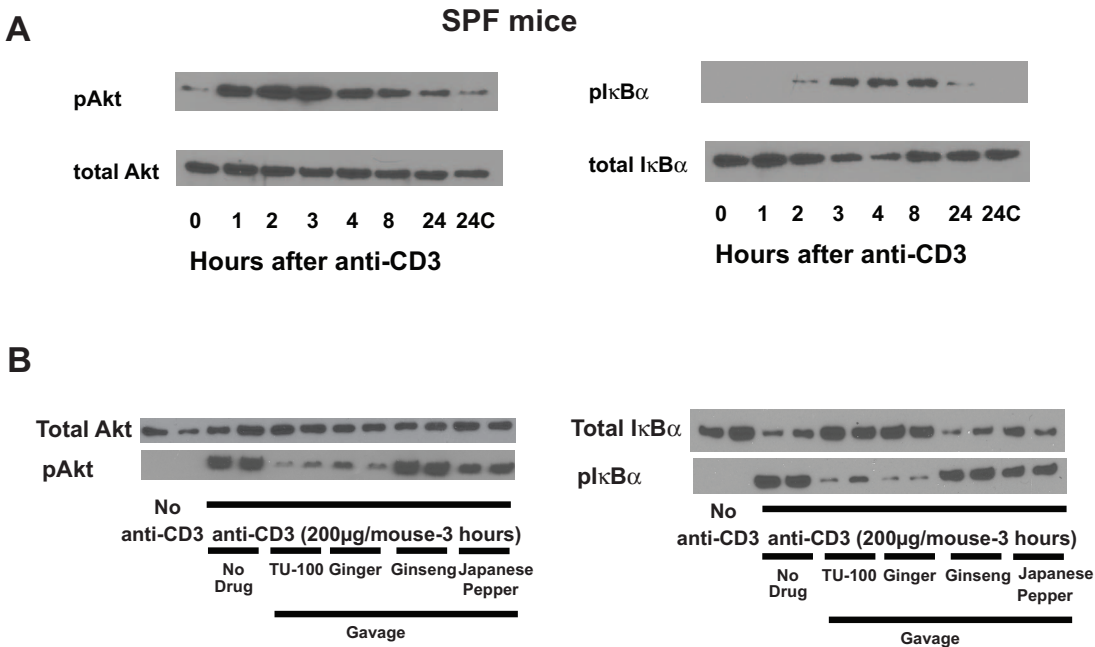 SPF mice
A
pAkt
total Akt
0 1 2 3 4 8 24 24C
Hours after anti-CD3
pIκBα
total IκBα
0 1 2 3 4 8 24 24C
Hours after anti-CD3
B
Total Akt
pAkt
No
anti-CD3 anti-CD3 (200µg/mouse-3 hours)
No TU-100 Ginger Ginseng Japanese
Drug Pepper
Gavage
Total IκBα
pIκBα
No
anti-CD3 anti-CD3 (200µg/mouse-3 hours)
No TU-100 Ginger Ginseng Japanese
Drug Pepper
Gavage